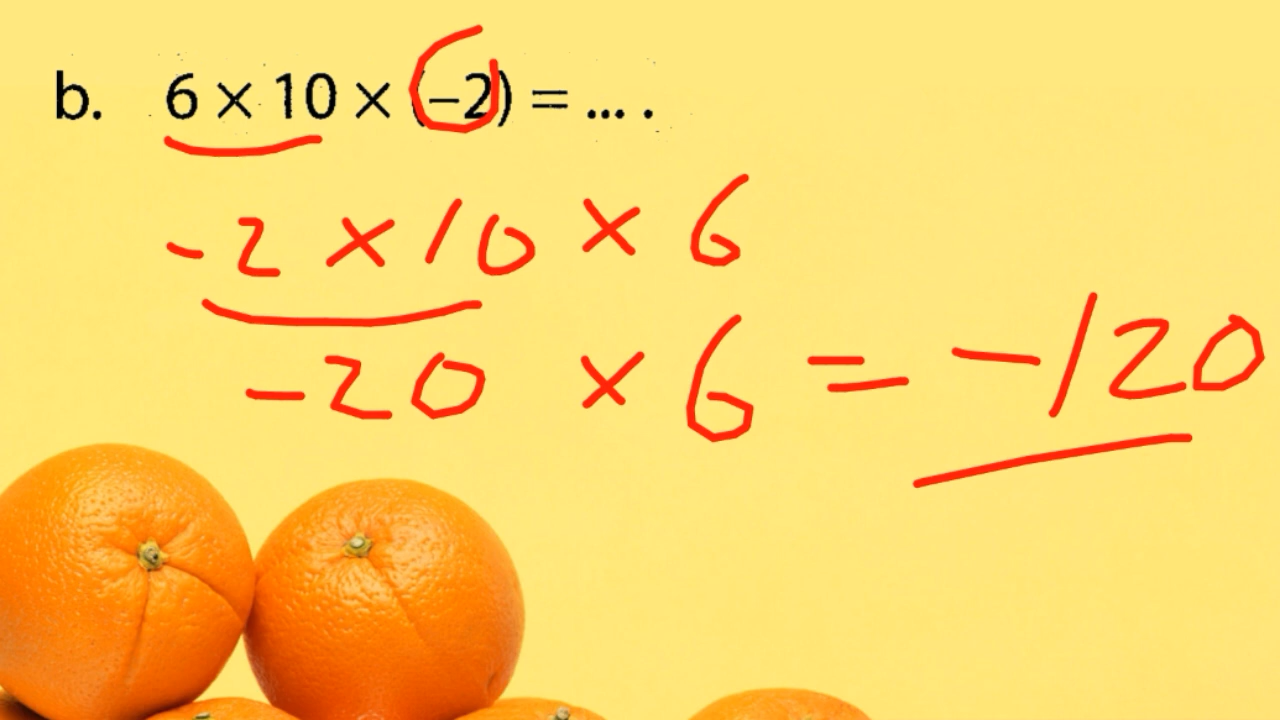 b. 6 × 10 × (–2) = ... .
-2 × 10 × 6
-20 × 6 = -120